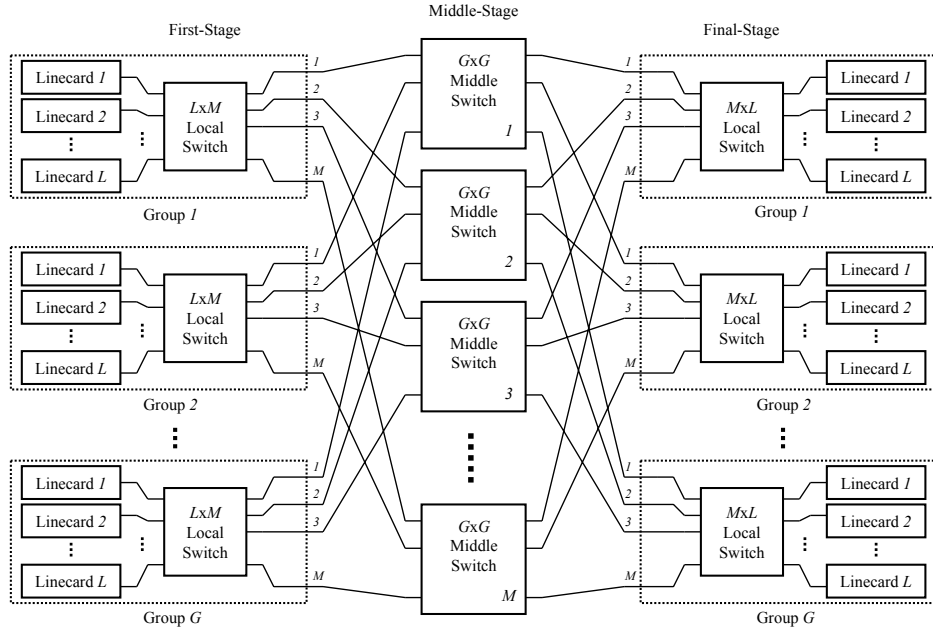 Middle-Stage
First-Stage
Final-Stage
Linecard 1
Linecard 2
Linecard L
LxM
Local
Switch
1
2
3
M
Group 1
Linecard 1
Linecard 2
Linecard L
LxM
Local
Switch
1
2
3
M
Group 2
Linecard 1
Linecard 2
Linecard L
LxM
Local
Switch
1
2
3
M
Group G
GxG
Middle
Switch
1
GxG
Middle
Switch
2
GxG
Middle
Switch
3
GxG
Middle
Switch
M
1
2
3
M
MxL
Local
Switch
Linecard 1
Linecard 2
Linecard L
Group 1
1
2
3
M
MxL
Local
Switch
Linecard 1
Linecard 2
Linecard L
Group 2
1
2
3
M
MxL
Local
Switch
Linecard 1
Linecard 2
Linecard L
Group G